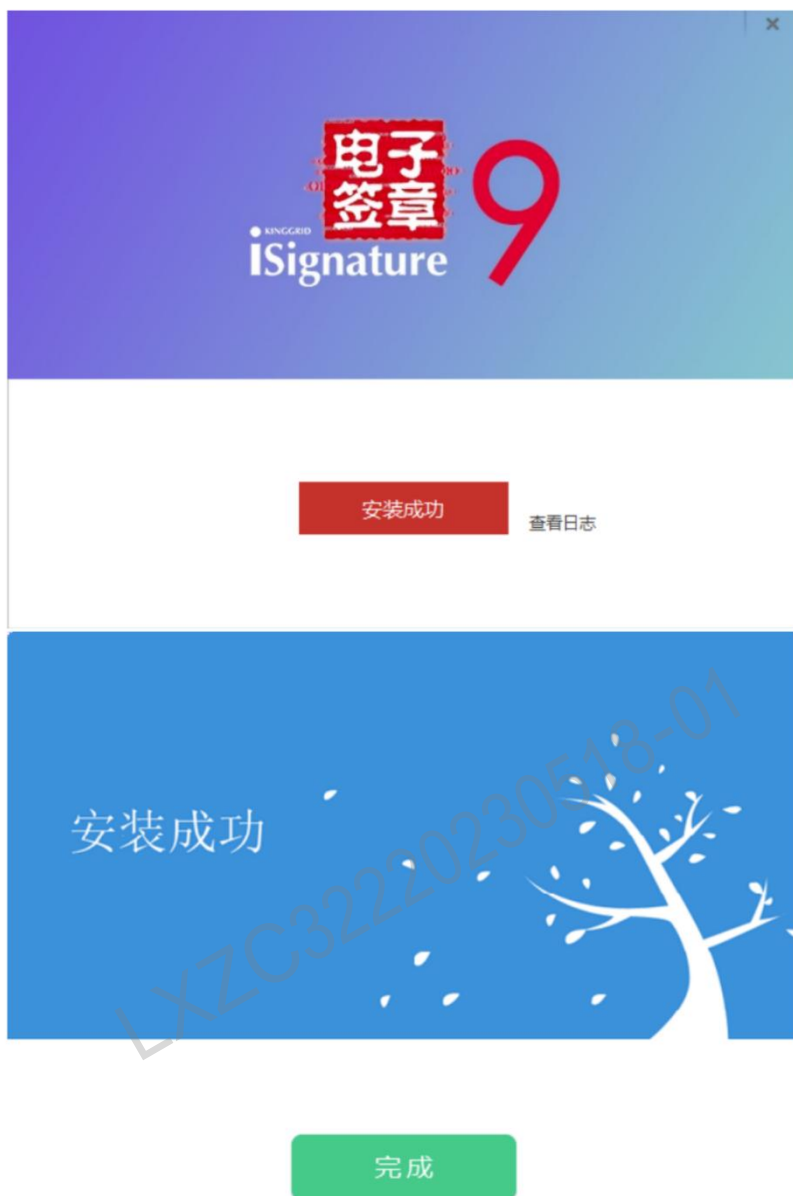 电子
签章
9
KINGGRID
iSignature
安装成功
查看日志
安装成功
LXZC32220230518-01
完成